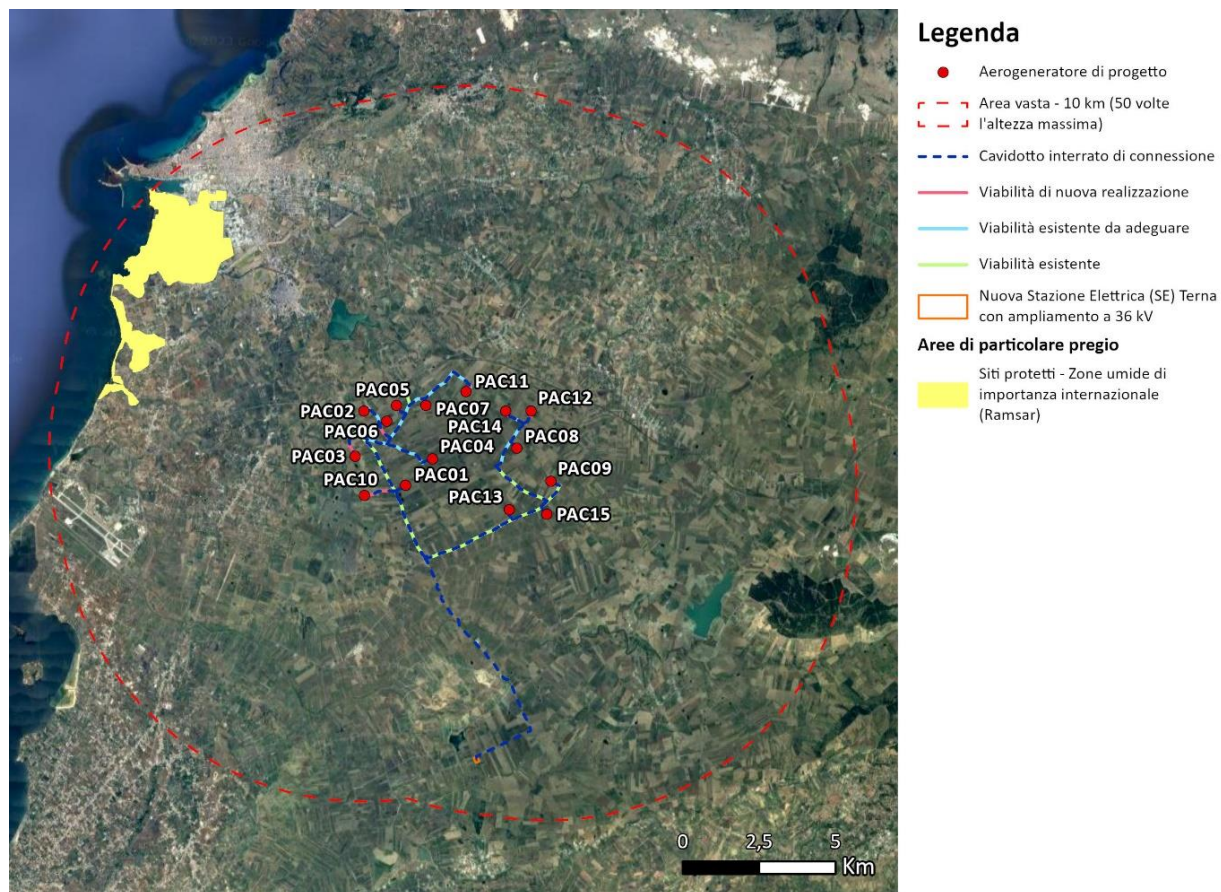 Legenda
Aerogeneratore di progetto
Area vasta - 10 km (50 volte
l'altezza massima)
Cavidotto interrato di connessione
Viabilità di nuova realizzazione
Viabilità esistente da adeguare
Viabilità esistente
Nuova Stazione Elettrica (SE) Terna
con ampliamento a 36 kV
Aree di particolare pregio
Siti protetti - Zone umide di
importanza internazionale
(Ramsar)
PAC05
PAC11
PAC02
PAC07
PAC12
PAC06
PAC14
PAC08
PAC03
PAC04
PAC10
PAC01
PAC09
PAC13
PAC15
0
2,5
5
Km